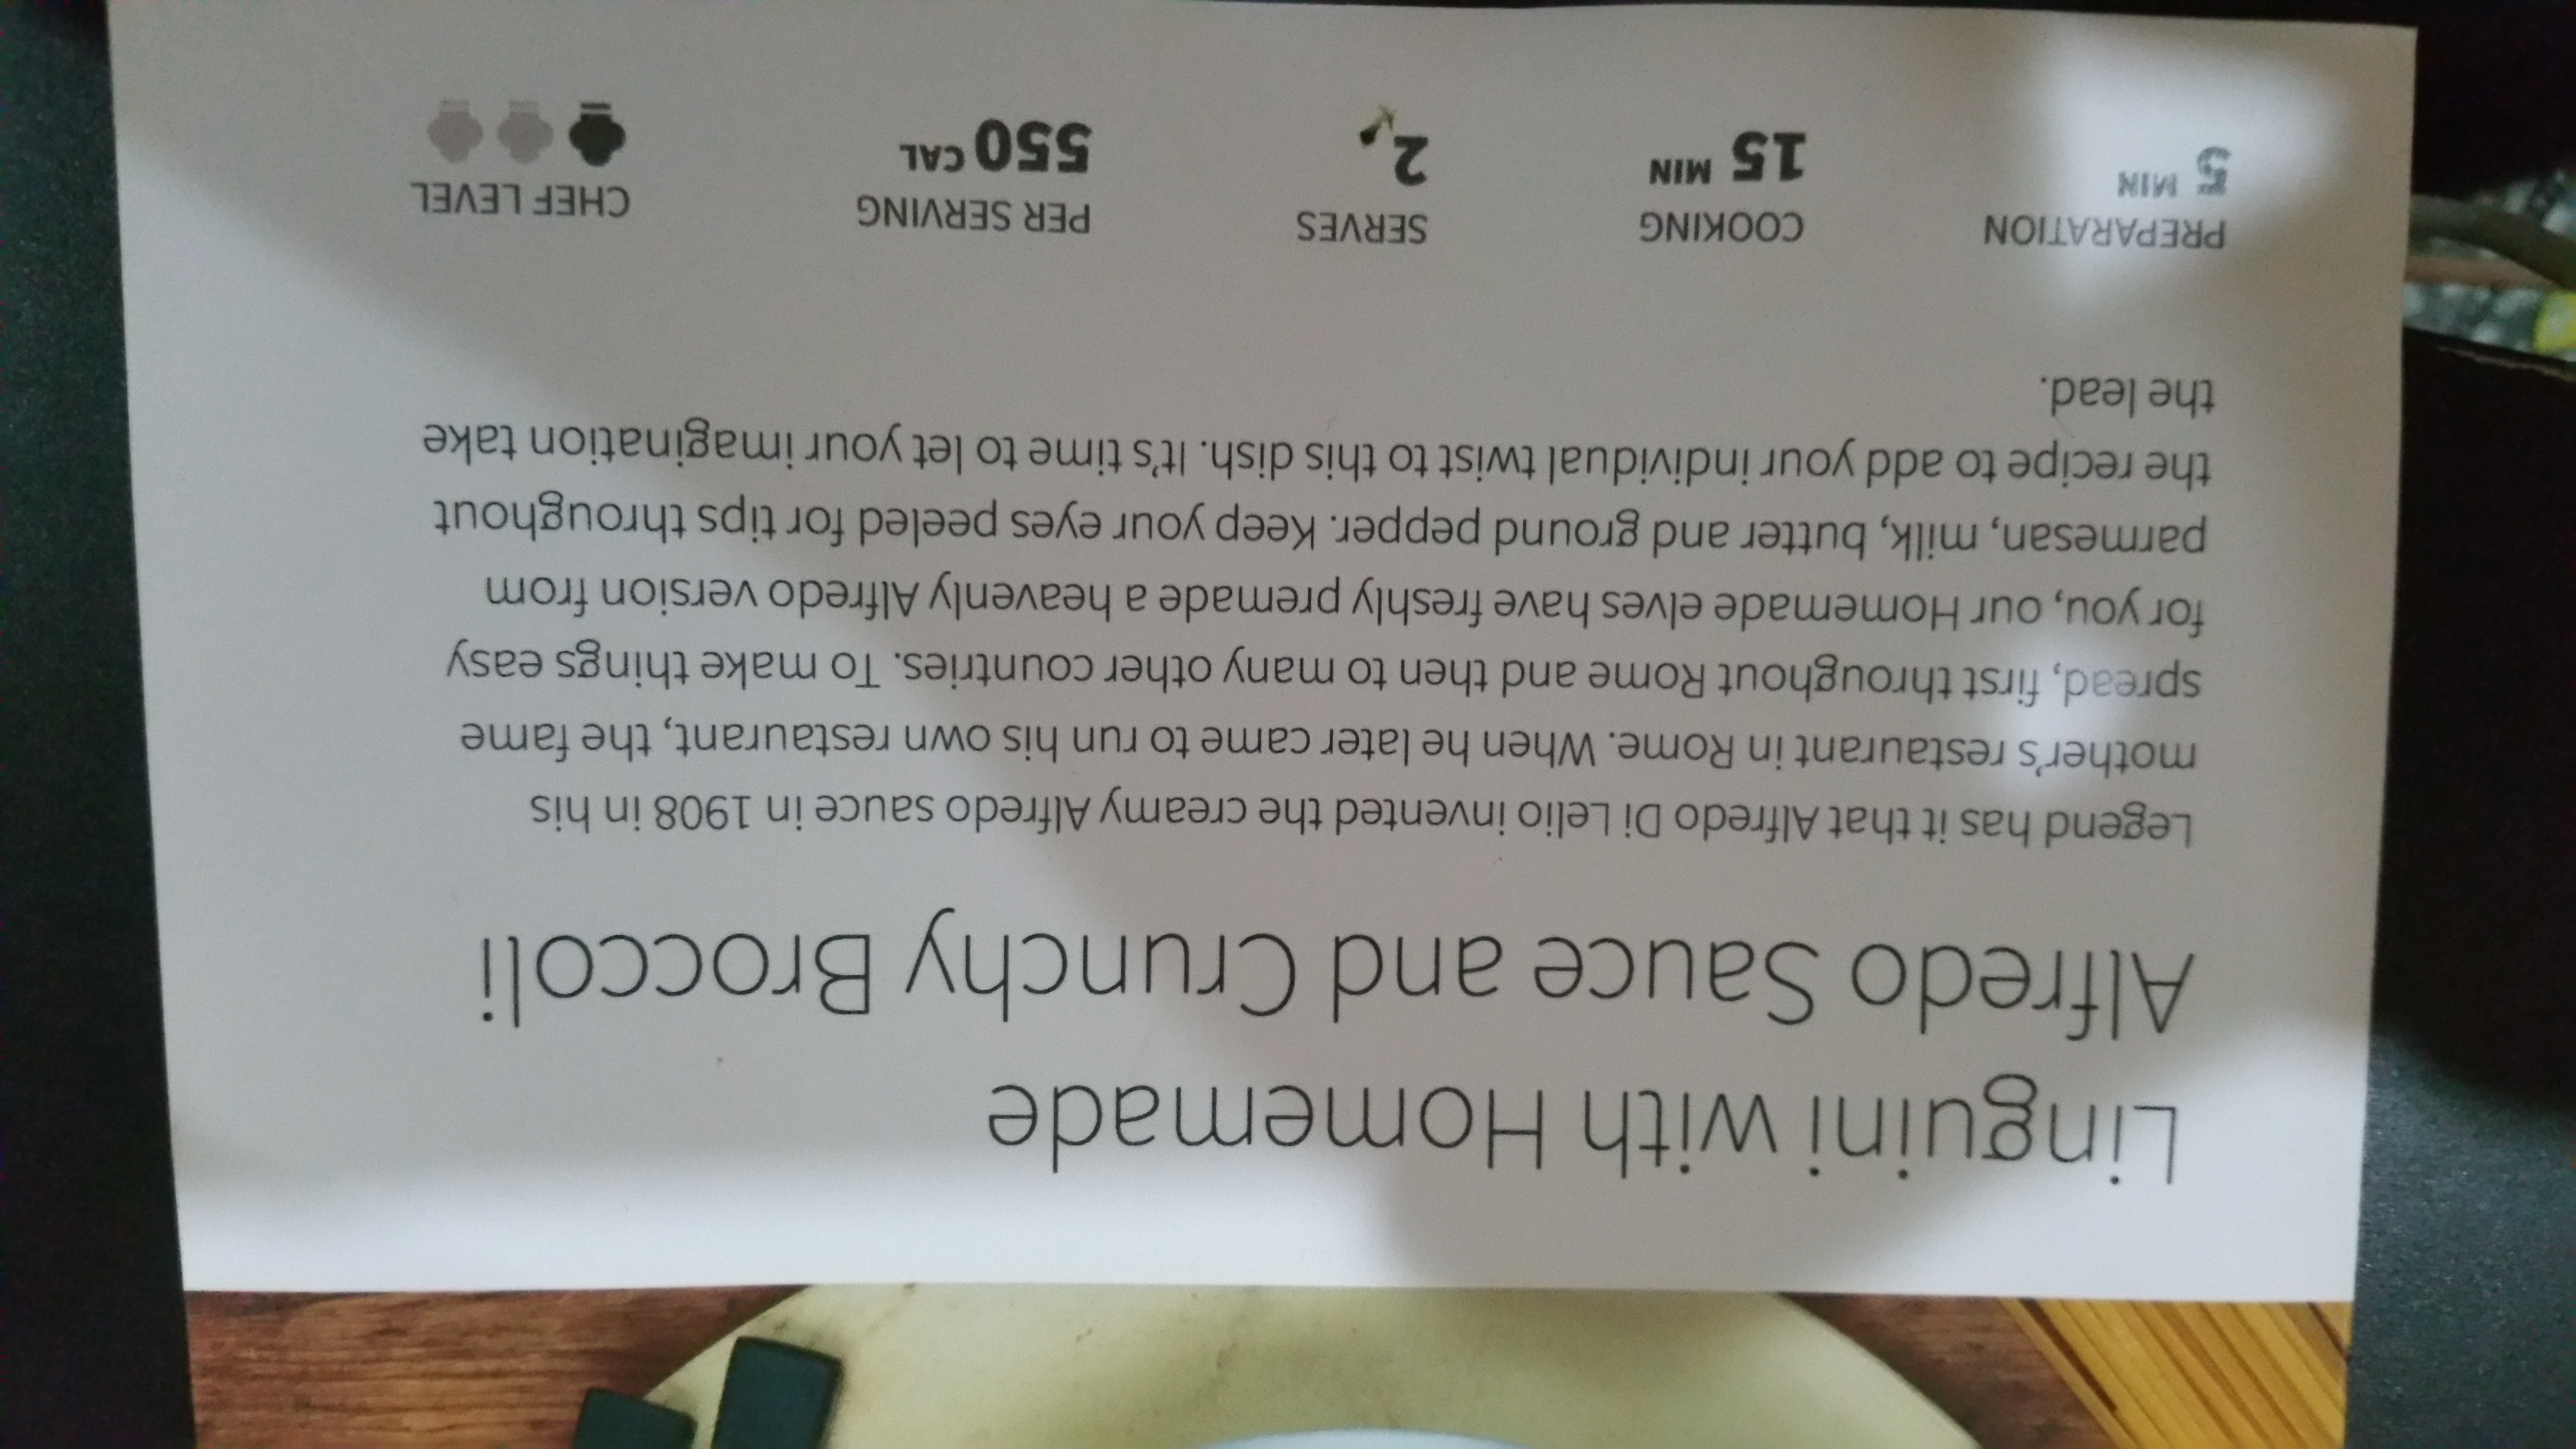 Linguini with Homemade
Alfredo Sauce and Crunchy Broccoli
Legend has it that Alfredo Di Lelio invented the creamy Alfredo sauce in 1908 in his
mother's restaurant in Rome. When he later came to run his own restaurant, the fame
spread, first throughout Rome and then to many other countries. To make things easy
for you, our Homemade elves have freshly premade a heavenly Alfredo version from
parmesan, milk, butter and ground pepper. Keep your eyes peeled for tips throughout
the recipe to add your individual twist to this dish. It's time to let your imagination take
the lead.
PREPARATION COOKING SERVES PER SERVING CHEF LEVEL
5 MIN 15 MIN 2 550 CAL